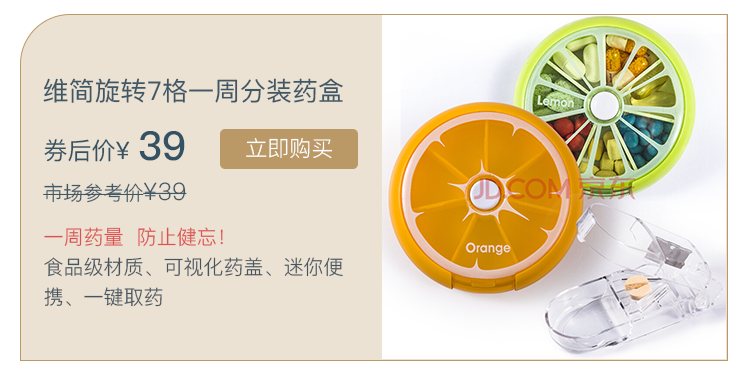 维简旋转7格一周分装药盒
券后价¥ 39
立即购买
市场参考价¥39
一周药量 防止健忘！
食品级材质、可视化药盖、迷你便
携、一键取药
Lemon
Orange
JD.COM 京东